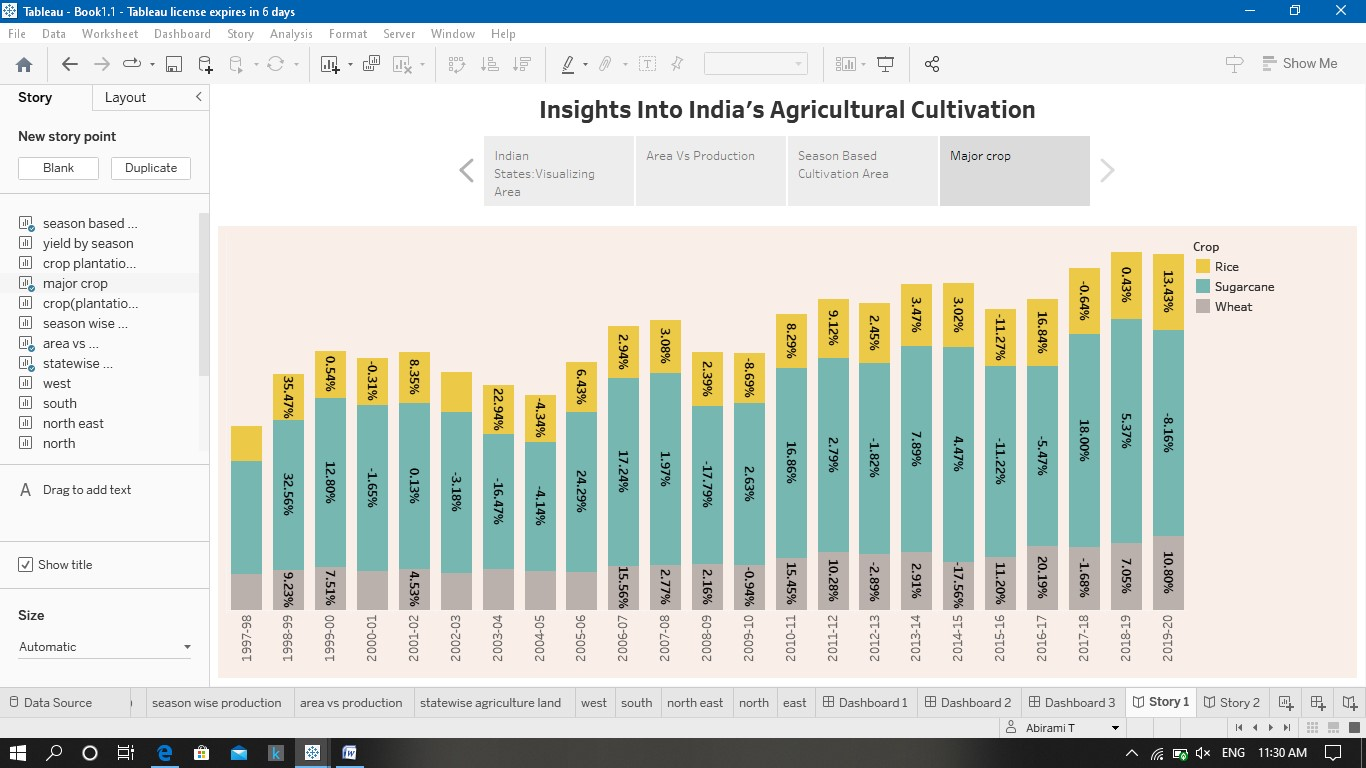 Tableau - Book1.1 - Tableau license expires in 6 days
File Data Worksheet Dashboard Story Analysis Format Server Window Help
Show Me
Story Layout
New story point
Blank Duplicate
season based ...
yield by season
crop plantatio...
major crop
crop(plantatio...
season wise ...
area vs ...
statewise ...
west
south
north east
north
A Drag to add text
Show title
Size
Automatic
Insights Into India's Agricultural Cultivation
Indian
States:Visualizing
Area
Area Vs Production
Season Based
Cultivation Area
Major crop
Crop
Rice
Sugarcane
Wheat
35.47% 0.54% -0.31% 8.35% 22.94% -4.34% 6.43% 2.94% 3.08% 2.39% -8.69% 8.29% 9.12% 2.45% 3.47% 3.02% -11.27% 16.84% -0.64% 0.43% 13.43%
32.56% 12.80% -1.65% 0.13% -3.18% -16.47% -4.14% 24.29% 17.24% 1.97% -17.79% 2.63% 16.86% 2.79% -1.82% 7.89% 4.47% -11.22% -5.47% 18.00% 5.37% -8.16%
9.23% 7.51% 4.53% 15.56% 2.77% 2.16% -0.94% 15.45% 10.28% -2.89% 2.91% -17.56% 11.20% 20.19% -1.68% 7.05% 10.80%
1997-98 1998-99 1999-00 2000-01 2001-02 2002-03 2003-04 2004-05 2005-06 2006-07 2007-08 2008-09 2009-10 2010-11 2011-12 2012-13 2013-14 2014-15 2015-16 2016-17 2017-18 2018-19 2019-20
Data Source season wise production area vs production statewise agriculture land west south north east north east Dashboard 1 Dashboard 2 Dashboard 3 Story 1 Story 2
Abirami T
ENG 11:30 AM